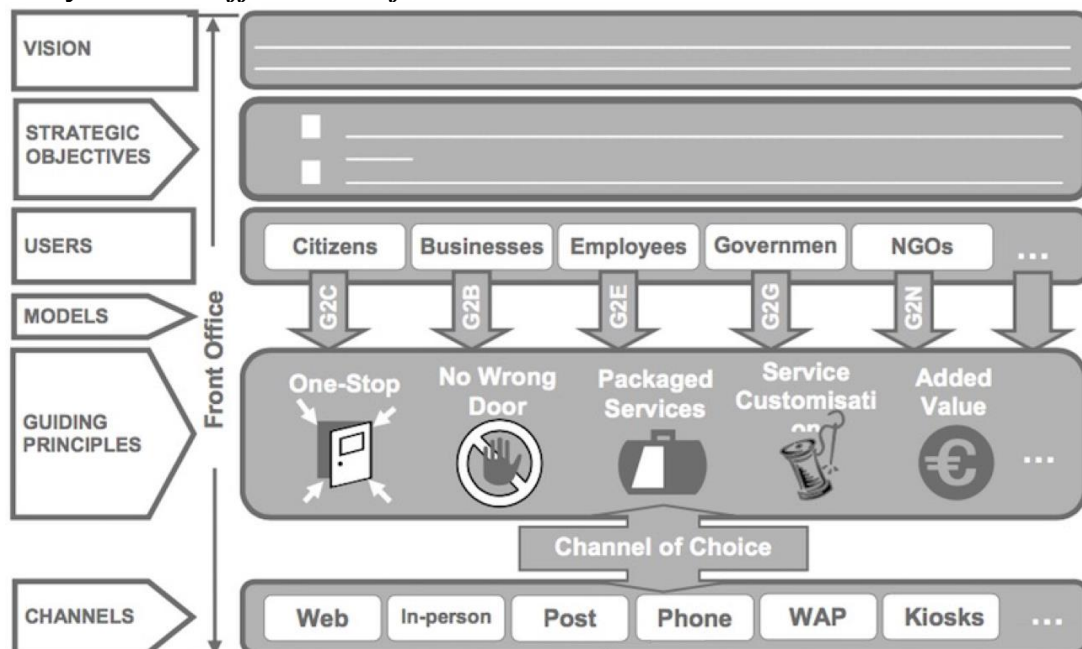 VISION
STRATEGIC
OBJECTIVES
USERS
Citizens
Businesses
Employees
Governmen
NGOs
...
MODELS
G2C
G2B
G2E
G2G
G2N
Front Office
GUIDING
PRINCIPLES
One-Stop
No Wrong
Door
Packaged
Services
Service
Customisati
on
Added
Value
€
...
Channel of Choice
CHANNELS
Web
In-person
Post
Phone
WAP
Kiosks
...